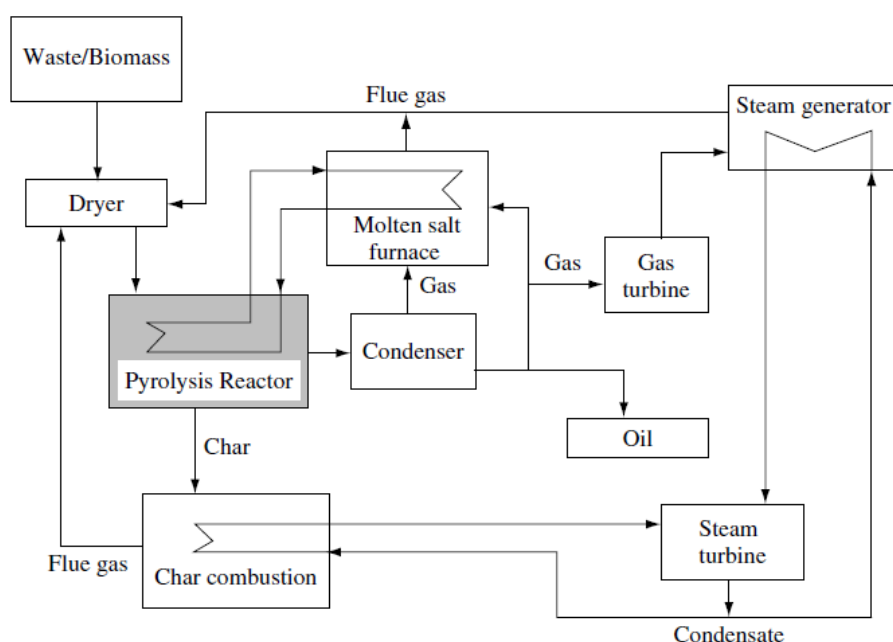 Waste/Biomass
Flue gas
Steam generator
Dryer
Molten salt
furnace
Gas
Gas
Gas
turbine
Condenser
Pyrolysis Reactor
Oil
Char
Steam
turbine
Flue gas
Char combustion
Condensate